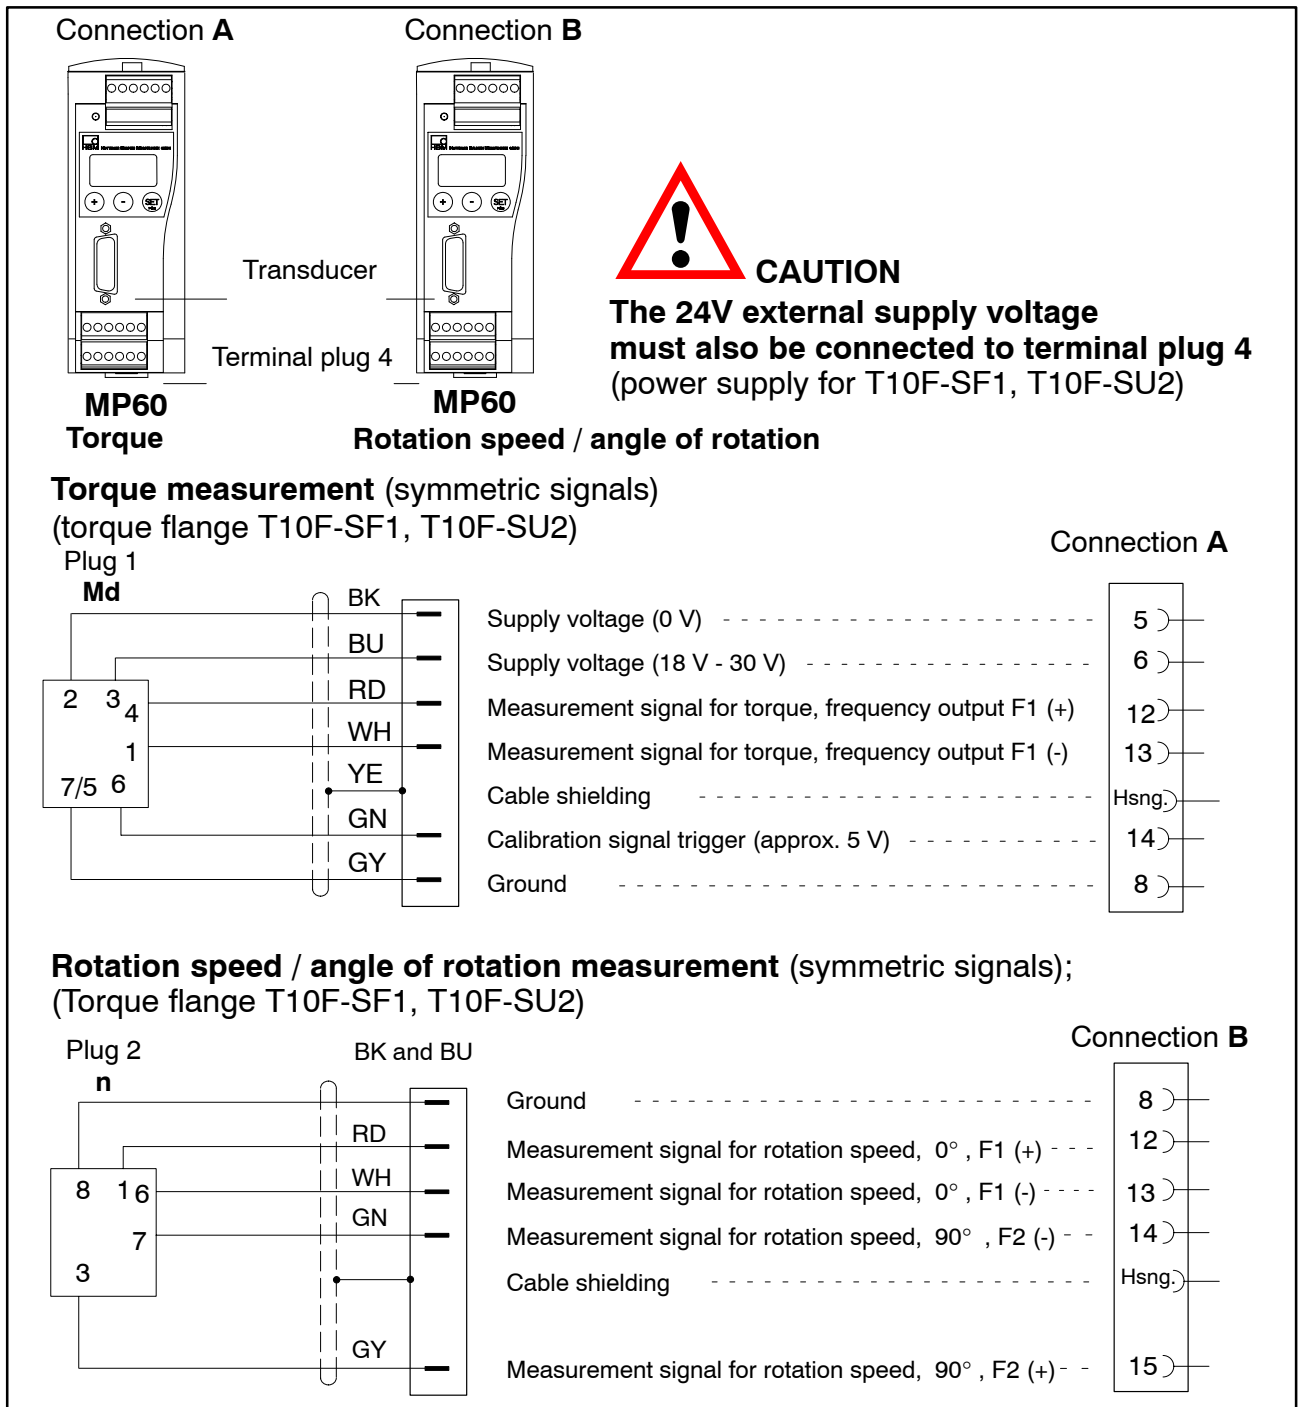 Connection A
Connection B
HBM
+ - SET
+ - SET
Transducer
Terminal plug 4
MP60
Torque
MP60
Rotation speed / angle of rotation
CAUTION
The 24V external supply voltage
must also be connected to terminal plug 4
(power supply for T10F-SF1, T10F-SU2)
Torque measurement (symmetric signals)
(torque flange T10F-SF1, T10F-SU2)
Plug 1
Md
Connection A
BK Supply voltage (0 V) 5
BU Supply voltage (18 V - 30 V) 6
RD Measurement signal for torque, frequency output F1 (+) 12
WH Measurement signal for torque, frequency output F1 (-) 13
YE Cable shielding Hsng.
GN Calibration signal trigger (approx. 5 V) 14
GY Ground 8
2 3 4
1
7/5 6
Rotation speed / angle of rotation measurement (symmetric signals);
(Torque flange T10F-SF1, T10F-SU2)
Plug 2
n
BK and BU
Connection B
Ground 8
RD Measurement signal for rotation speed, 0° , F1 (+) 12
WH Measurement signal for rotation speed, 0° , F1 (-) 13
GN Measurement signal for rotation speed, 90° , F2 (-) 14
Cable shielding Hsng.
GY Measurement signal for rotation speed, 90° , F2 (+) 15
8 1 6
7
3